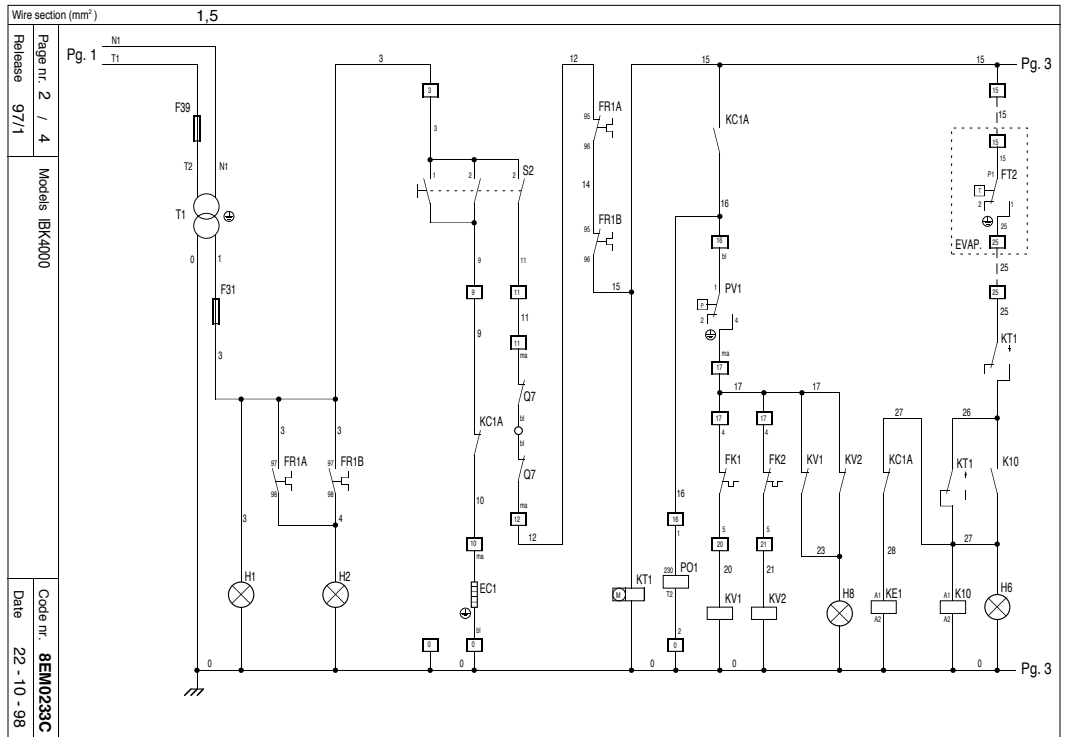 Wire section (mm²) 1,5
Page nr. 2 / 4
Release 97/1
Models IBK4000
Code nr. 8EM0233C
Date 22 - 10 - 98
Pg. 1
N1
T1
3
12
15
15
Pg. 3
F39
3
FR1A
95
96
KC1A
15
15
15
15
T2
N1
3
1
2
2
S2
14
P1
FT2
T
2
1
T1
FR1B
95
96
16
16
bl
25
EVAP.
25
0
1
9
11
15
25
F31
9
11
1
PV1
P
2
4
25
25
3
9
11
11
ma
ma
17
KT1
Q7
17
17
bl
bl
17
4
17
4
27
26
3
3
KC1A
97
FR1A
98
97
FR1B
98
Q7
FK1
FK2
KV1
KV2
KC1A
KT1
K10
10
ma
16
3
4
12
12
16
1
5
20
5
21
27
10
ma
23
28
H1
H2
EC1
230
PO1
T2
20
21
M
KT1
KV1
KV2
H8
A1
KE1
A2
A1
K10
A2
H6
bl
2
0
0
0
0
0
0
0
0
Pg. 3